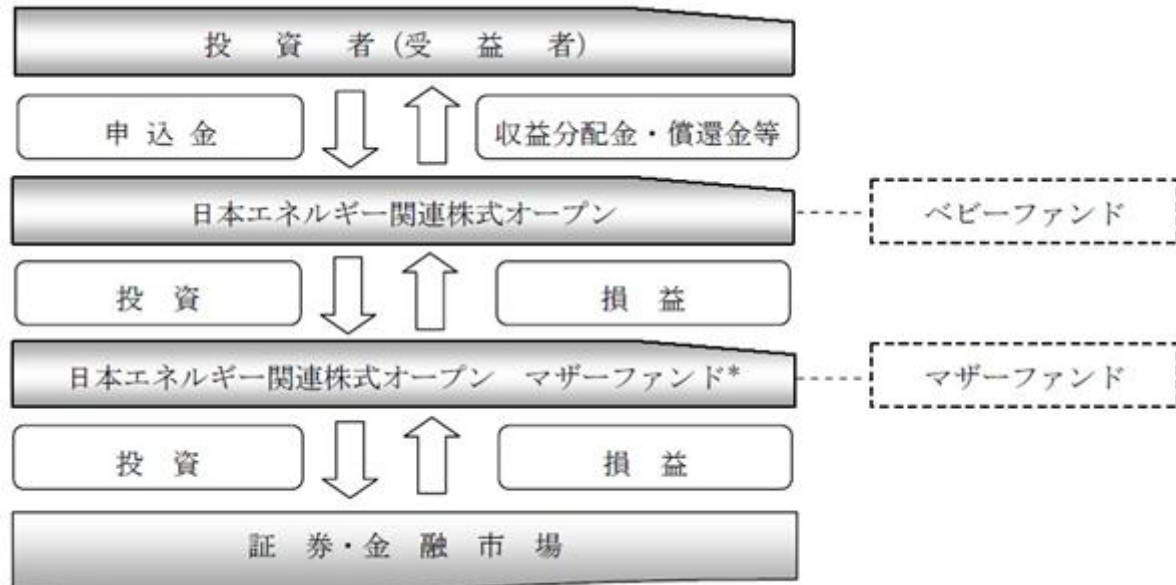 投資者(受益者)
申込金
収益分配金・償還金等
日本エネルギー関連株式オープン
ベビーファンド
投資
損益
日本エネルギー関連株式オープン マザーファンド*
マザーファンド
投資
損益
証券・金融市場